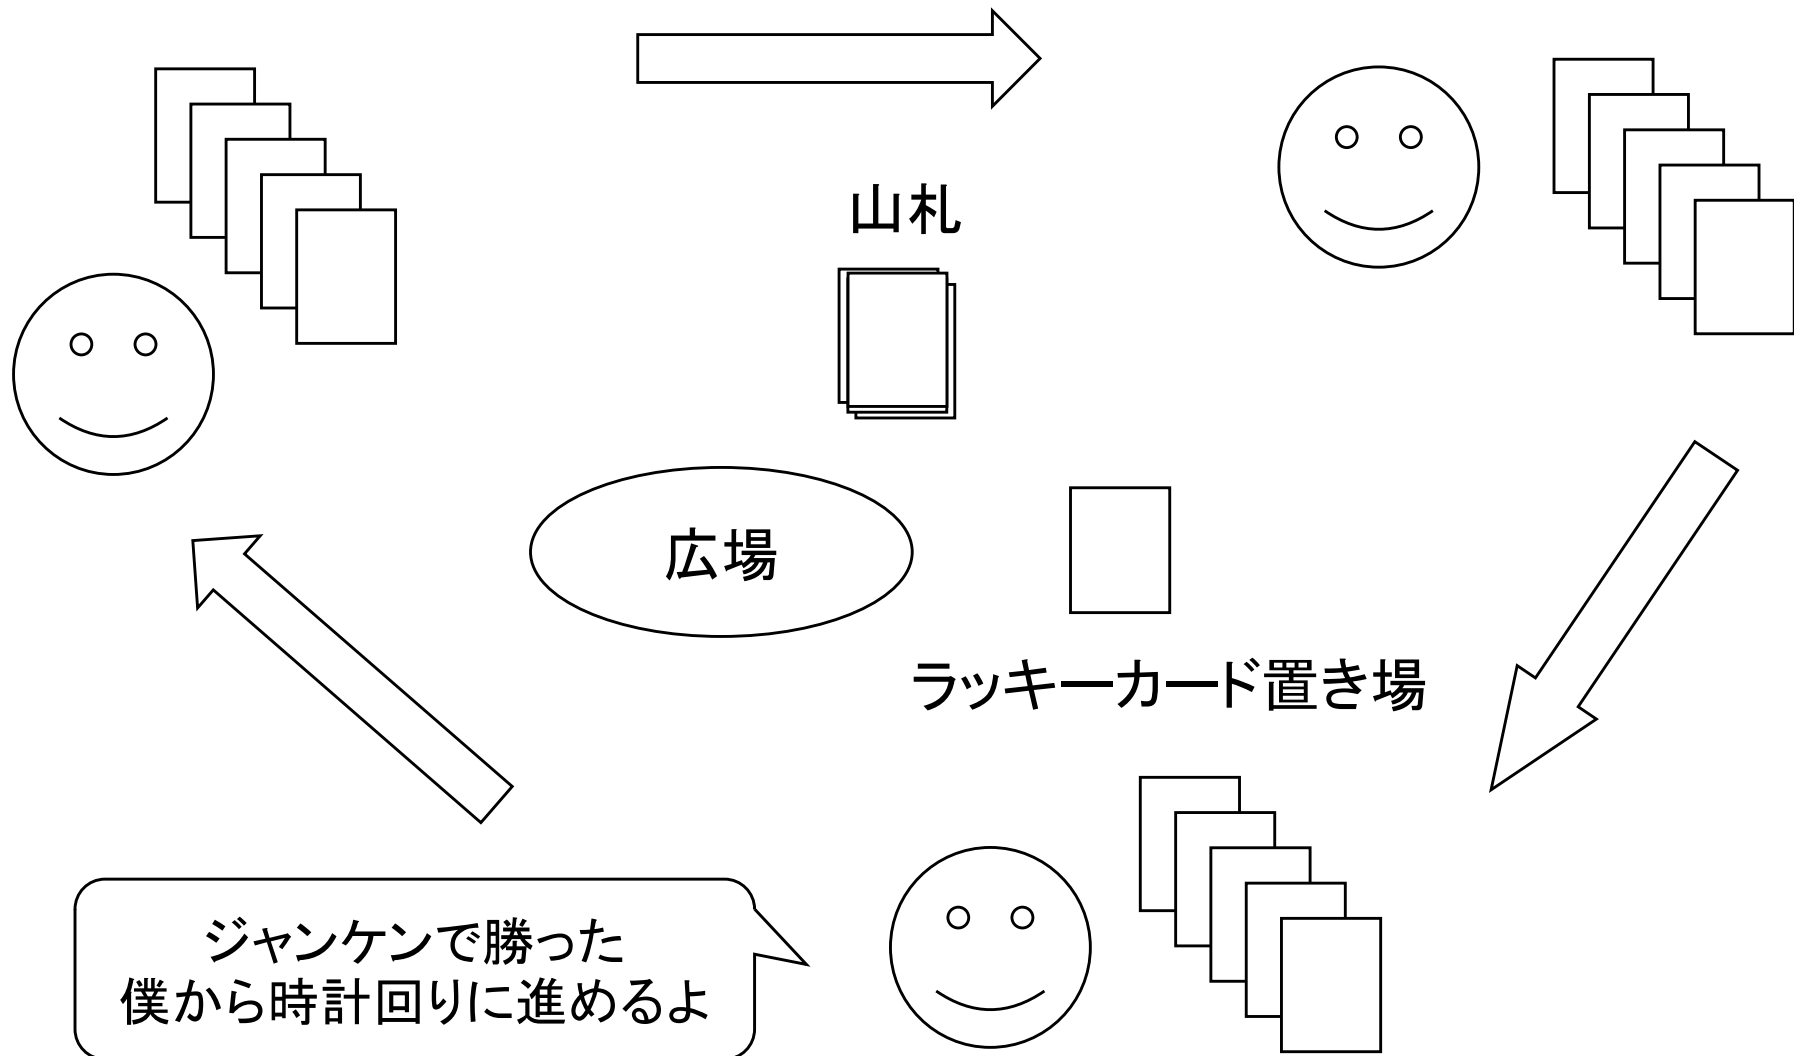 山札
広場
ラッキーカード置き場
ジャンケンで勝った
僕から時計回りに進めるよ